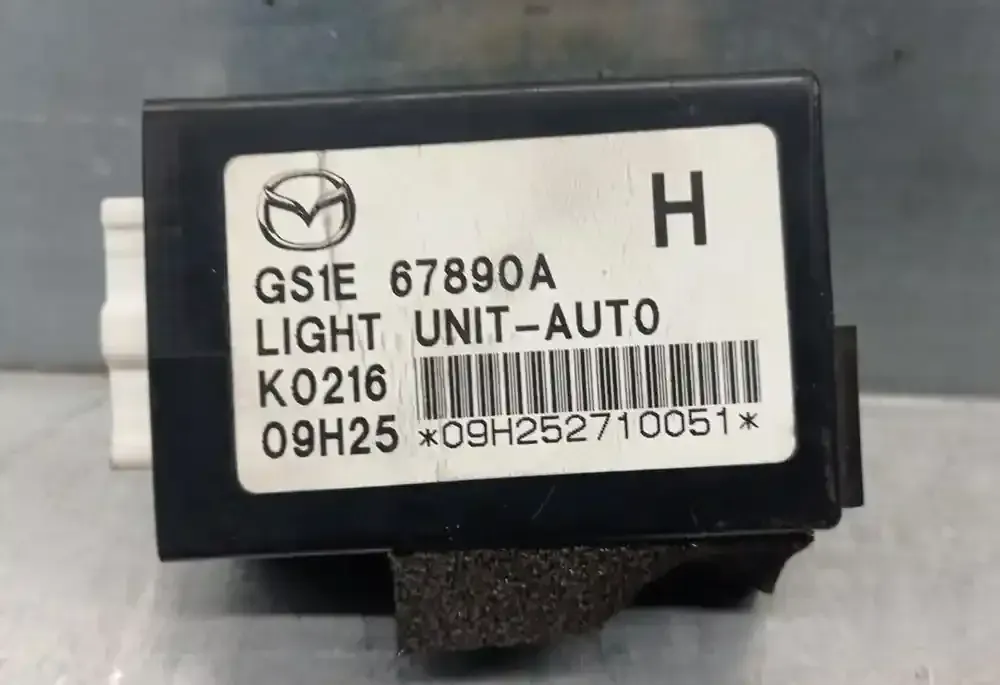 H
GS1E 67890A
LIGHT UNIT-AUTO
K0216
09H25 *09H252710051*